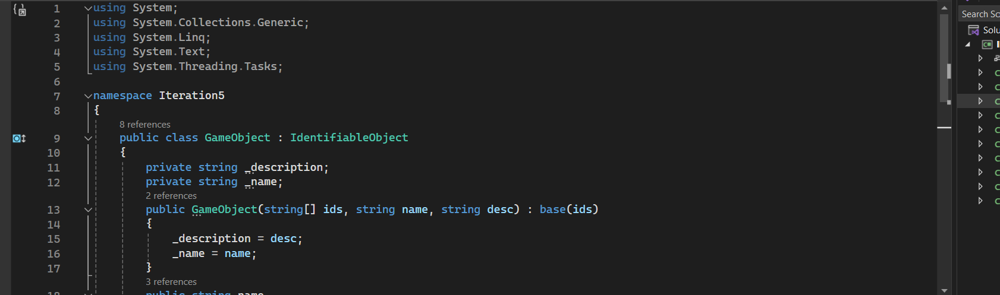 1 using System;
2 using System.Collections.Generic;
3 using System.Linq;
4 using System.Text;
5 using System.Threading.Tasks;
6
7 namespace Iteration5
8 {
8 references
9 public class GameObject : IdentifiableObject
10 {
11 private string _description;
12 private string _name;
2 references
13 public GameObject(string[] ids, string name, string desc) : base(ids)
14 {
15 _description = desc;
16 _name = name;
17 }
3 references
18 public string name
Search
C#